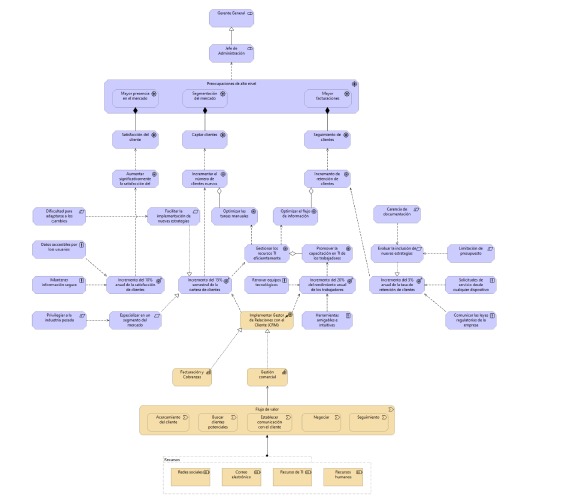 Gerente General
Jefe de
Administración
Preocupaciones de alto nivel
Mayor presencia
en el mercado
Segmentación
del mercado
Mayor
facturaciones
Satisfacción del
cliente
Captar clientes
Seguimiento de
clientes
Aumentar
significativamente
la satisfacción del
Incrementar el
número de
clientes nuevos
Incremento de
retención de
clientes
Dificultad para
adaptarse a los
cambios
Facilitar la
implementación de
nuevas estrategias
Optimizar las
tareas manuales
Optimizar el flujo
de información
Carencia de
documentación
Datos accesibles por
los usuarios
Gestionar los
recursos TI
eficientemente
Promover la
capacitación en TI de
los trabajadores
Evaluar la inclusión de
nuevas estrategias
Limitación de
presupuesto
Mantener
información segura
Incremento del 10%
anual de la satisfacción
de clientes
Incremento del 15%
semestral de la
cartera de clientes
Renovar equipos
tecnológicos
Incremento del 20%
del rendimiento anual
de los trabajadores
Incremento del 5%
anual de la tasa de
retención de clientes
Solicitudes de
servicio desde
cualquier dispositivo
Privilegiar a la
industria pesada
Especializar en un
segmento del
mercado
Implementar Gestor
de Relaciones con el
Cliente (CRM)
Herramientas
amigables e
intuitivas
Comunicar las leyes
regulatorias de la
empresa
Facturación y
Cobranzas
Gestión
comercial
Flujo de valor
Acercamiento
del cliente
Buscar
clientes
potenciales
Establecer
comunicación
con el cliente
Negociar
Seguimiento
Recursos
Redes sociales
Correo
electrónico
Recurso de TI
Recursos
humanos